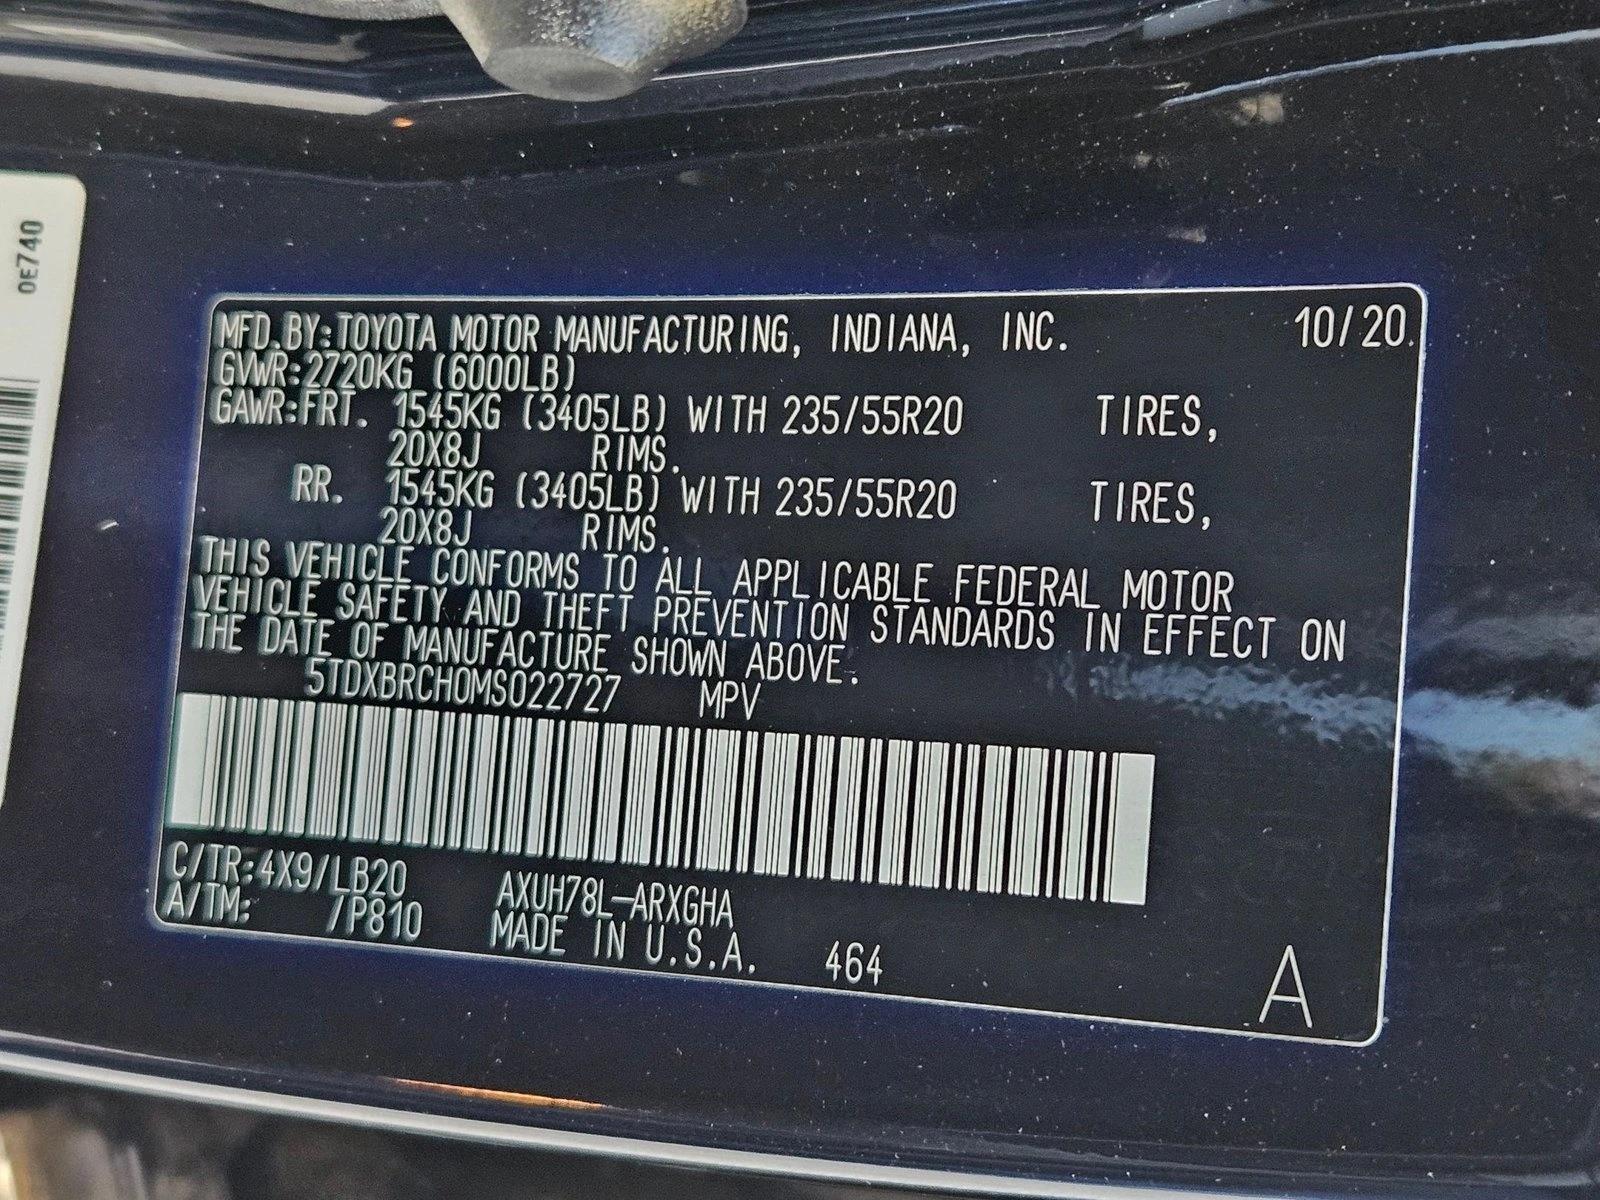 0E740
MFD.BY:TOYOTA MOTOR MANUFACTURING, INDIANA, INC. 10/20
GVWR:2720KG (6000LB)
GAWR:FRT. 1545KG (3405LB) WITH 235/55R20 TIRES,
20X8J RIMS.
RR. 1545KG (3405LB) WITH 235/55R20 TIRES,
20X8J RIMS.
THIS VEHICLE CONFORMS TO ALL APPLICABLE FEDERAL MOTOR
VEHICLE SAFETY AND THEFT PREVENTION STANDARDS IN EFFECT ON
THE DATE OF MANUFACTURE SHOWN ABOVE.
5TDXBRCH0MS022727 MPV
C/TR:4X9/LB20 AXUH78L-ARXGHA
A/TM: /P810 MADE IN U.S.A. 464
A